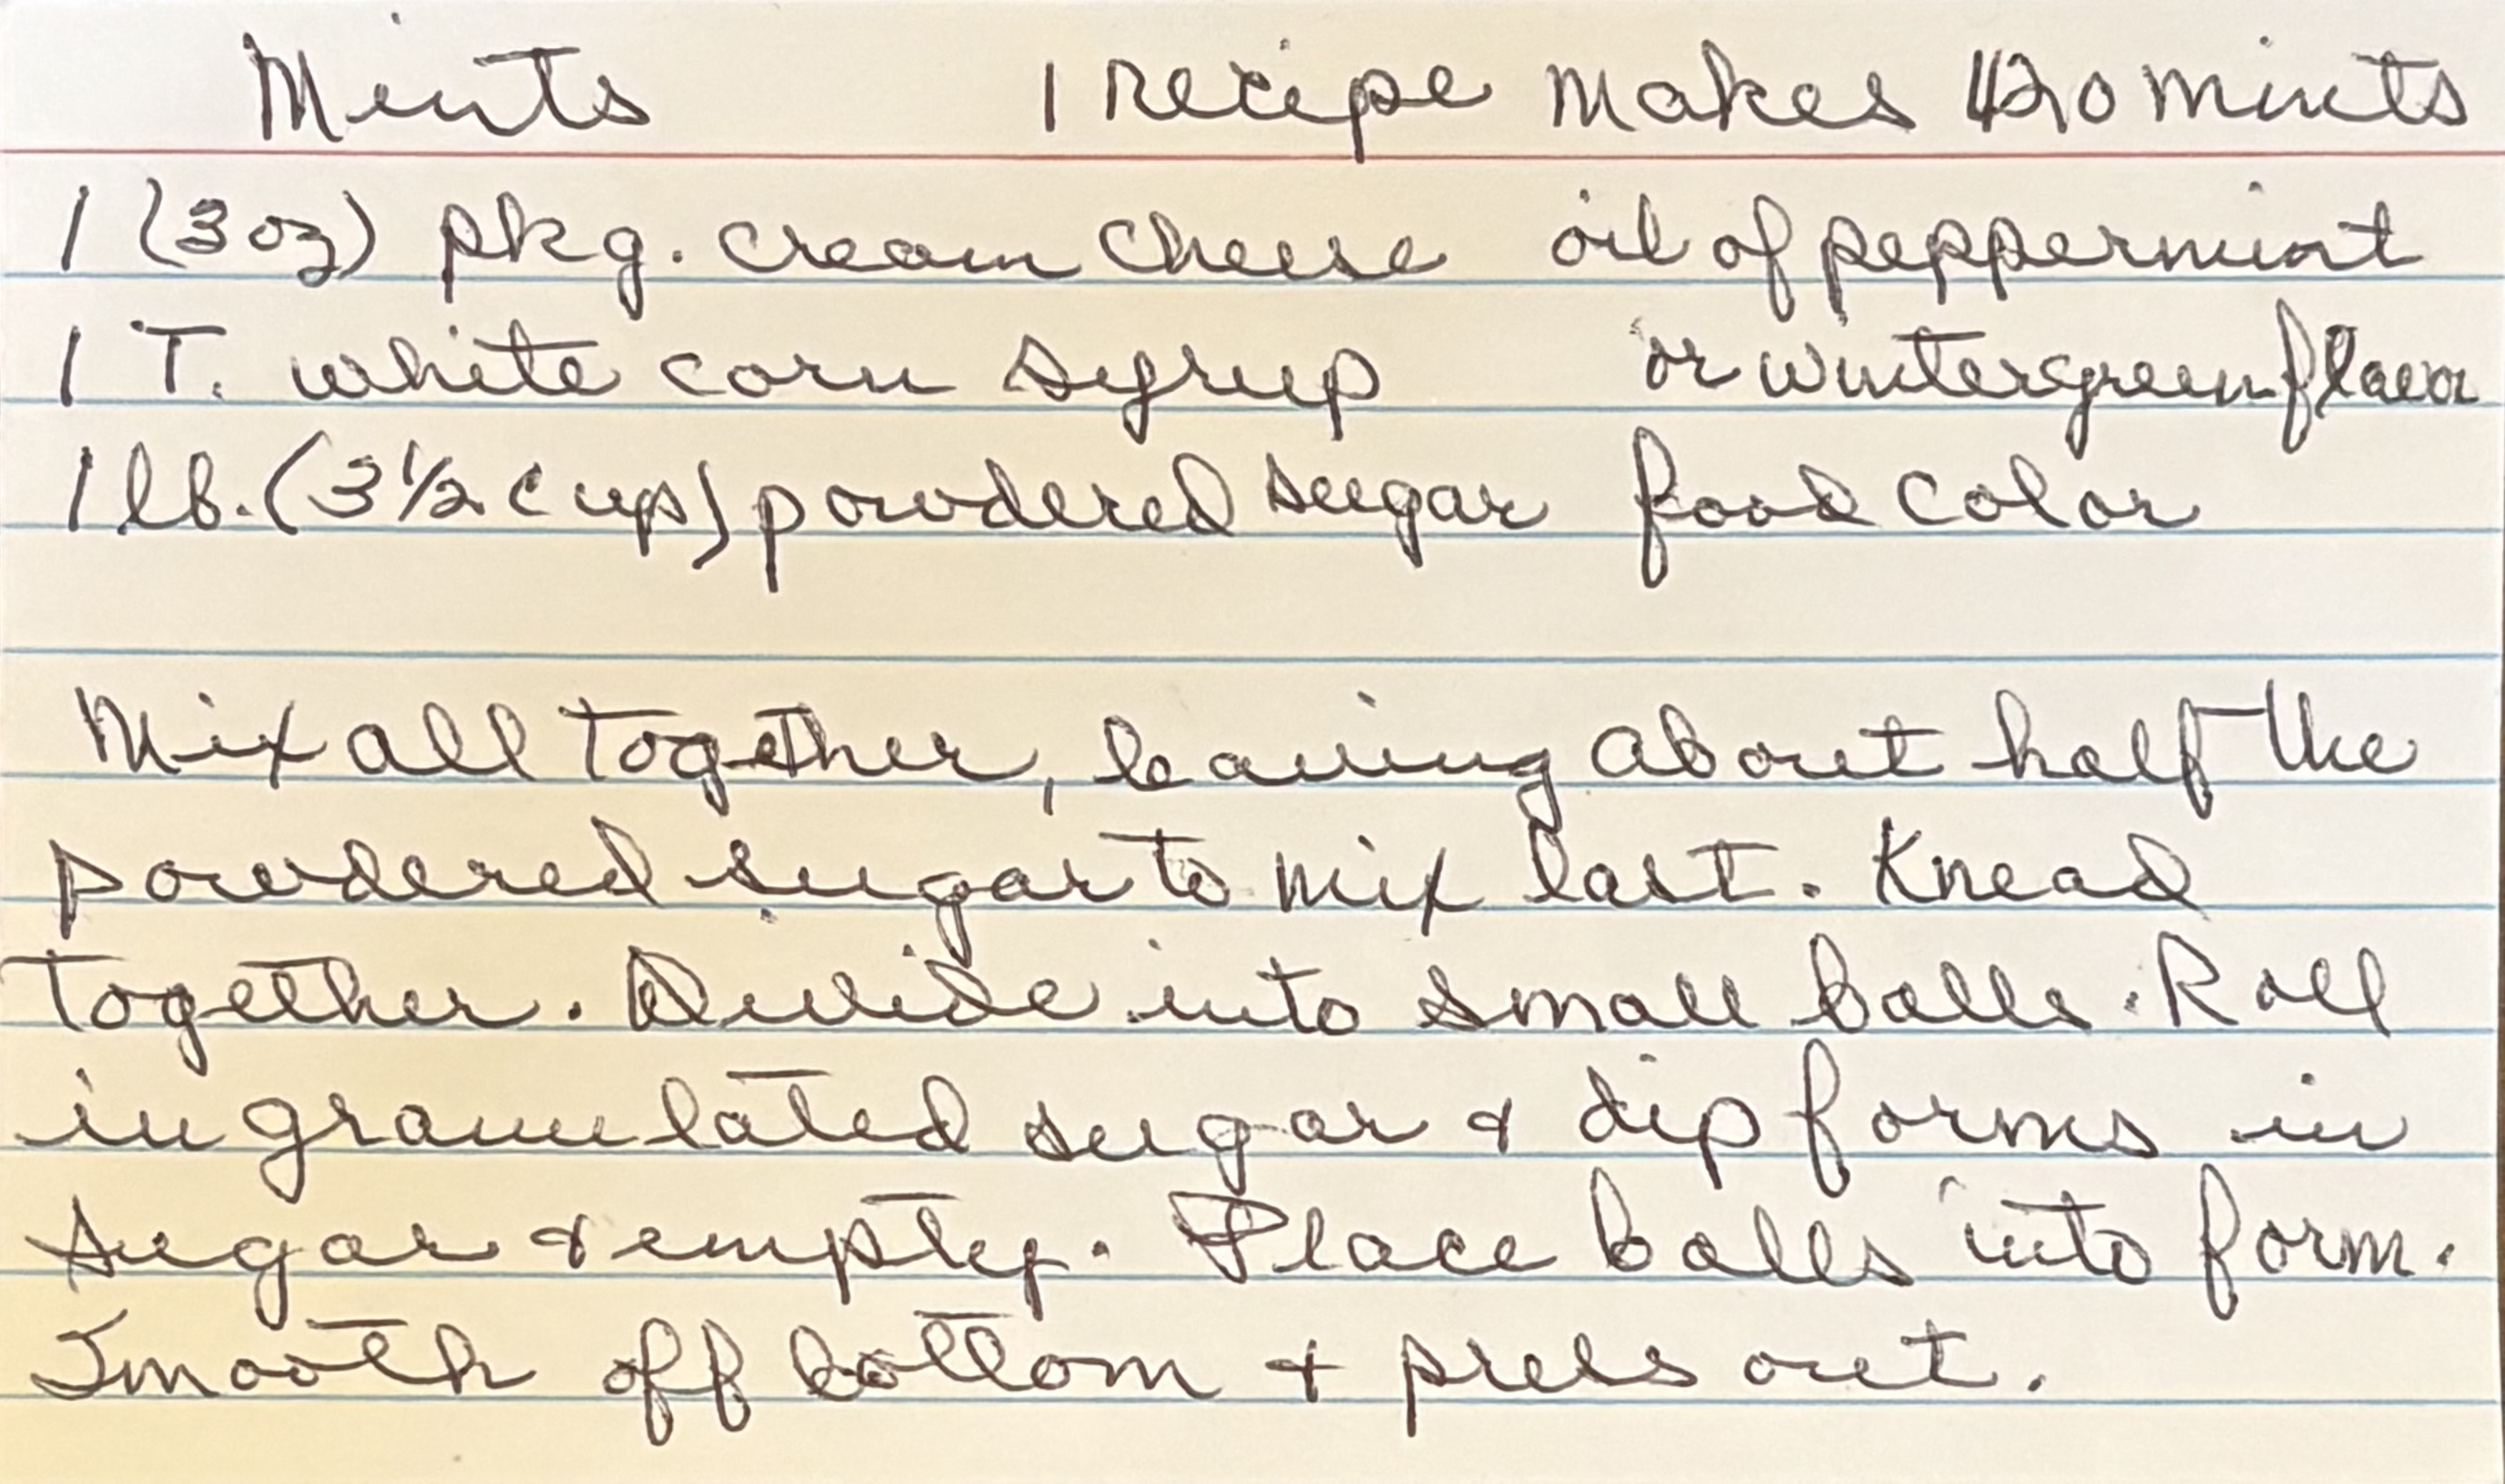 Mints 1 recipe makes 120 mints
1 (3 oz) pkg. cream cheese oil of peppermint
1 T. white corn syrup or wintergreen flavor
1 lb. (3 1/2 cups) powdered sugar food color
Mix all together, leaving about half the
powdered sugar to mix last. Knead
together. Divide into small balls. Roll
in granulated sugar & dip forms in
sugar & empty. Place balls into form.
Smooth off bottom & press out.